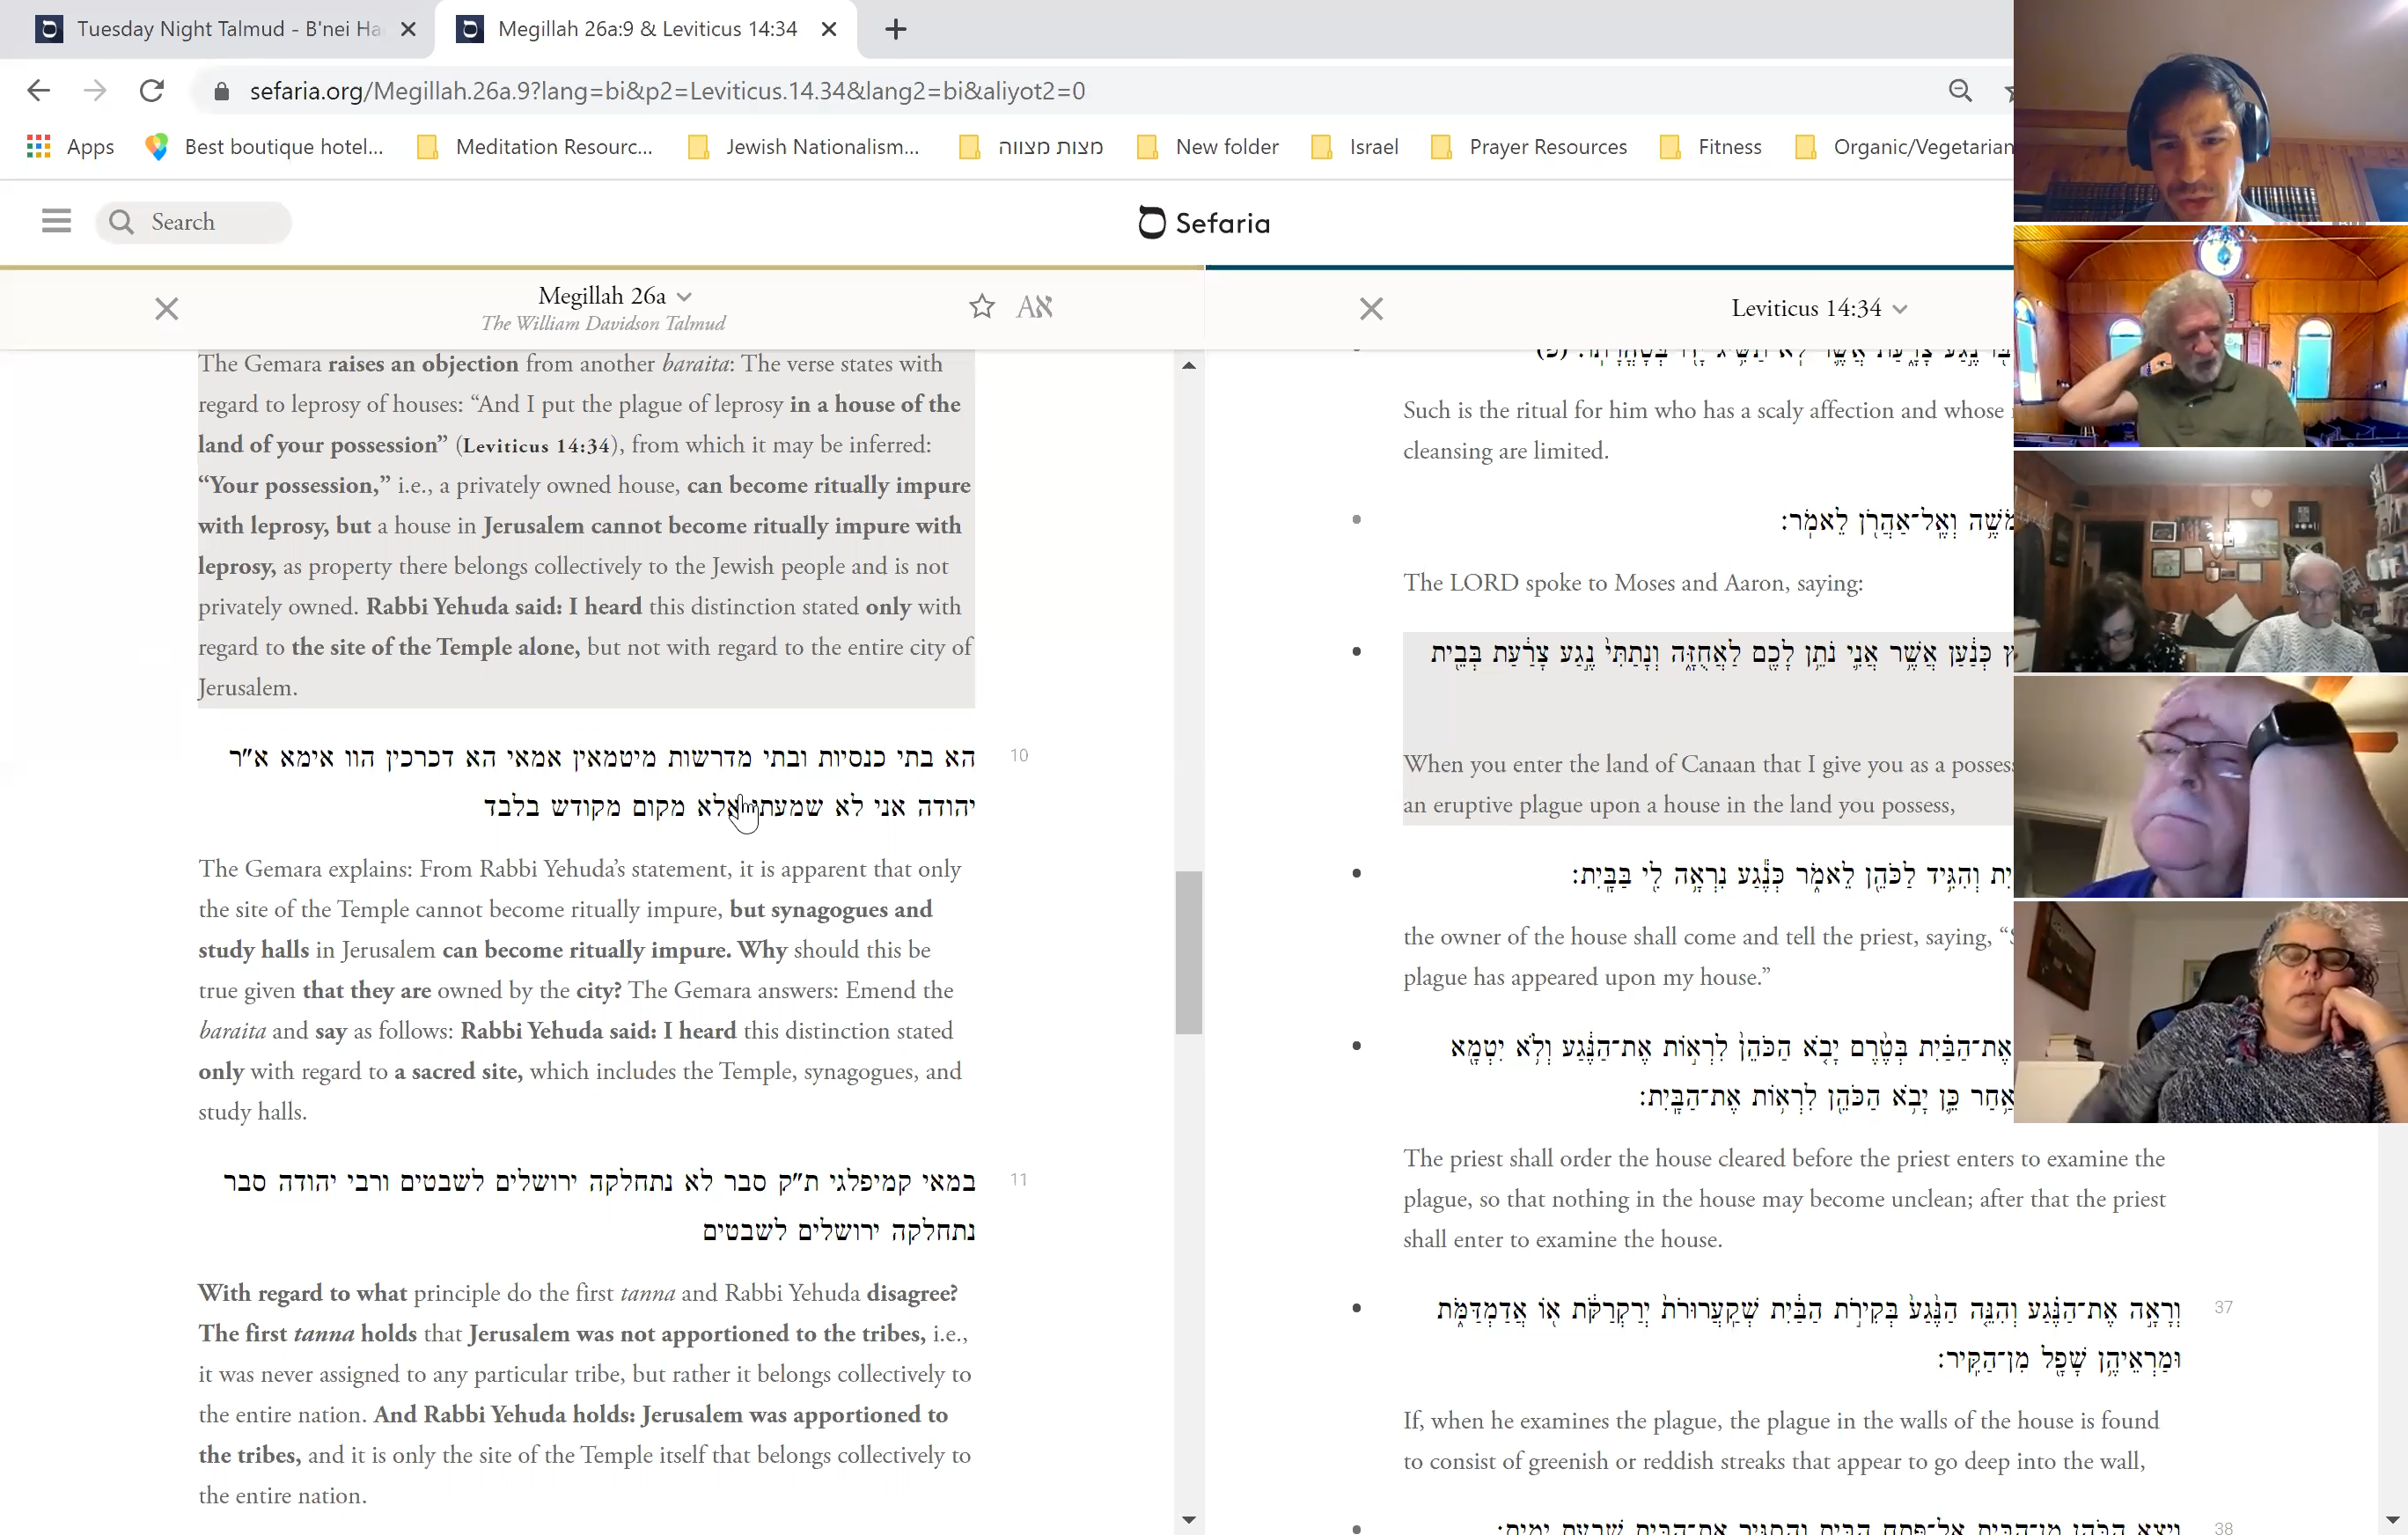 Tuesday Night Talmud - B'nei Ha
Megillah 26a:9 & Leviticus 14:34
sefaria.org/Megillah.26a.9?lang=bi&p2=Leviticus.14.34&lang2=bi&aliyot2=0
Apps
Best boutique hotel...
Meditation Resourc...
Jewish Nationalism...
מצות מצווה
New folder
Israel
Prayer Resources
Fitness
Organic/Vegetarian
Search
Sefaria
Megillah 26a
The William Davidson Talmud
The Gemara raises an objection from another baraita: The verse states with
regard to leprosy of houses: “And I put the plague of leprosy in a house of the
land of your possession” (Leviticus 14:34), from which it may be inferred:
“Your possession,” i.e., a privately owned house, can become ritually impure
with leprosy, but a house in Jerusalem cannot become ritually impure with
leprosy, as property there belongs collectively to the Jewish people and is not
privately owned. Rabbi Yehuda said: I heard this distinction stated only with
regard to the site of the Temple alone, but not with regard to the entire city of
Jerusalem.
10
הא בתי כנסיות ובתי מדרשות מיטמאין אמאי הא דכרכין הוו אימא א"ר
יהודה אני לא שמעתי אלא מקום מקודש בלבד
The Gemara explains: From Rabbi Yehuda’s statement, it is apparent that only
the site of the Temple cannot become ritually impure, but synagogues and
study halls in Jerusalem can become ritually impure. Why should this be
true given that they are owned by the city? The Gemara answers: Emend the
baraita and say as follows: Rabbi Yehuda said: I heard this distinction stated
only with regard to a sacred site, which includes the Temple, synagogues, and
study halls.
11
במאי קמיפלגי ת"ק סבר לא נתחלקה ירושלים לשבטים ורבי יהודה סבר
נתחלקה ירושלים לשבטים
With regard to what principle do the first tanna and Rabbi Yehuda disagree?
The first tanna holds that Jerusalem was not apportioned to the tribes, i.e.,
it was never assigned to any particular tribe, but rather it belongs collectively to
the entire nation. And Rabbi Yehuda holds: Jerusalem was apportioned to
the tribes, and it is only the site of the Temple itself that belongs collectively to
the entire nation.
Leviticus 14:34
Such is the ritual for him who has a scaly affection and whose
cleansing are limited.
מֹשֶׁ֥ה וְאֶֽל־אַהֲרֹ֖ן לֵאמֹֽר׃
The LORD spoke to Moses and Aaron, saying:
כְּנַ֔עַן אֲשֶׁ֥ר אֲנִ֛י נֹתֵ֥ן לָכֶ֖ם לַאֲחֻזָּ֑ה וְנָתַתִּי֙ נֶ֣גַע צָרַ֔עַת בְּבֵ֖ית
When you enter the land of Canaan that I give you as a
an eruptive plague upon a house in the land you possess,
וְהִגִּ֥יד לַכֹּהֵ֖ן לֵאמֹ֑ר כְּנֶ֕גַע נִרְאָ֥ה לִ֖י בַּבָּֽיִת׃
the owner of the house shall come and tell the priest, saying,
plague has appeared upon my house.”
אֶת־הַבַּ֗יִת בְּטֶ֨רֶם יָבֹ֤א הַכֹּהֵן֙ לִרְא֣וֹת אֶת־הַנֶּ֔גַע וְלֹ֥א יִטְמָ֖א
כֵּ֛ן יָבֹ֥א הַכֹּהֵ֖ן לִרְא֥וֹת אֶת־הַבָּֽיִת׃
The priest shall order the house cleared before the priest enters to examine the
plague, so that nothing in the house may become unclean; after that the priest
shall enter to examine the house.
37
וְרָאָ֣ה אֶת־הַנֶּ֗גַע וְהִנֵּ֤ה הַנֶּ֙גַע֙ בְּקִירֹ֣ת הַבַּ֔יִת שְׁקַֽעֲרוּרֹת֙ יְרַקְרַקֹּ֔ת א֖וֹ אֲדַמְדַּמֹּ֑ת
וּמַרְאֵיהֶ֥ן שָׁפָ֖ל מִן־הַקִּֽיר׃
If, when he examines the plague, the plague in the walls of the house is found
to consist of greenish or reddish streaks that appear to go deep into the wall,
38